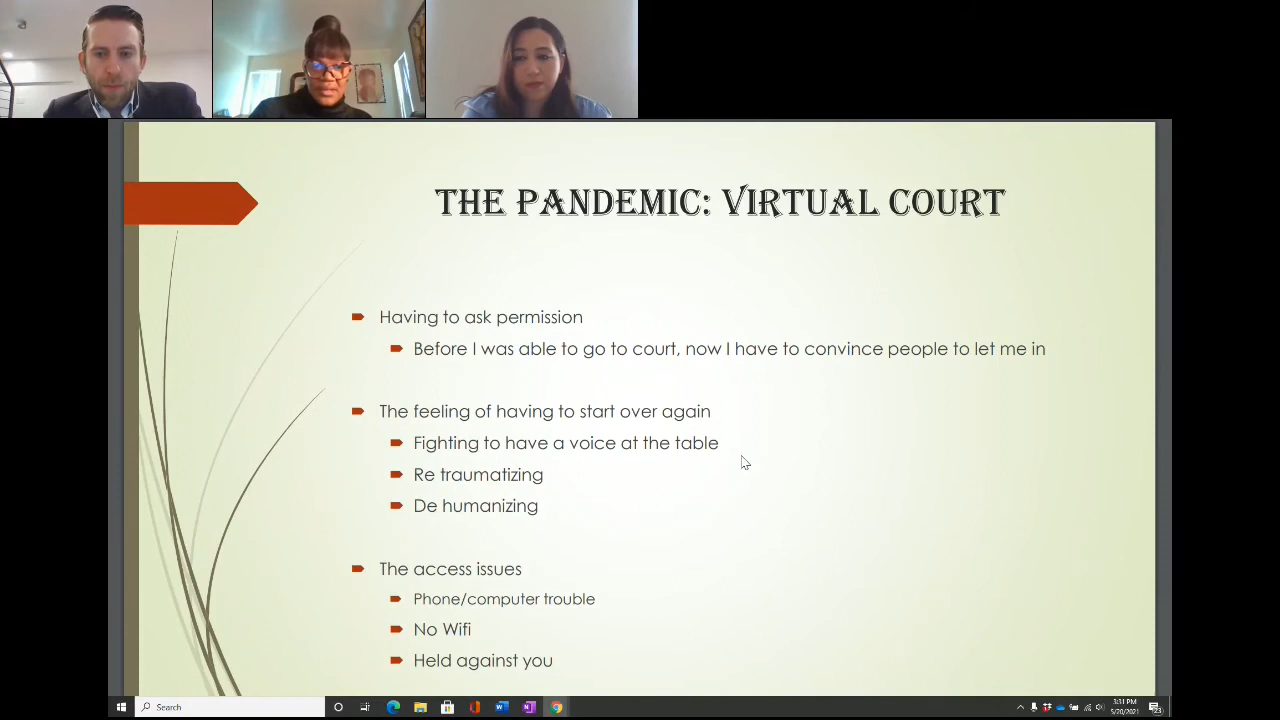 THE PANDEMIC: VIRTUAL COURT
Having to ask permission
Before I was able to go to court, now I have to convince people to let me in
The feeling of having to start over again
Fighting to have a voice at the table
Re traumatizing
De humanizing
The access issues
Phone/computer trouble
No Wifi
Held against you
Search
3:31 PM
5/20/2021
23